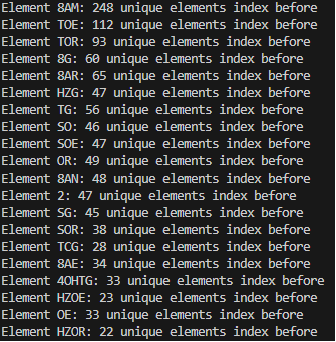 Element 8AM: 248 unique elements index before
Element TOE: 112 unique elements index before
Element TOR: 93 unique elements index before
Element 8G: 60 unique elements index before
Element 8AR: 65 unique elements index before
Element HZG: 47 unique elements index before
Element TG: 56 unique elements index before
Element SO: 46 unique elements index before
Element SOE: 47 unique elements index before
Element OR: 49 unique elements index before
Element 8AN: 48 unique elements index before
Element 2: 47 unique elements index before
Element SG: 45 unique elements index before
Element SOR: 38 unique elements index before
Element TCG: 28 unique elements index before
Element 8AE: 34 unique elements index before
Element 4OHTG: 33 unique elements index before
Element HZOE: 23 unique elements index before
Element OE: 33 unique elements index before
Element HZOR: 22 unique elements index before